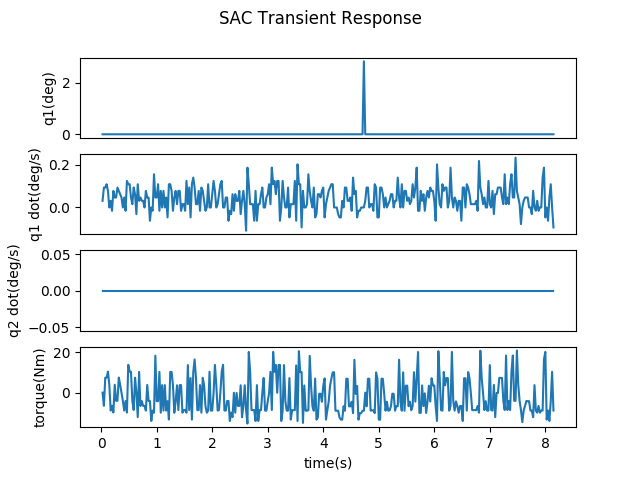 SAC Transient Response
q1(deg)
2
0
q1 dot(deg/s)
0.2
0.0
q2 dot(deg/s)
0.05
0.00
−0.05
torque(Nm)
20
0
0 1 2 3 4 5 6 7 8
time(s)